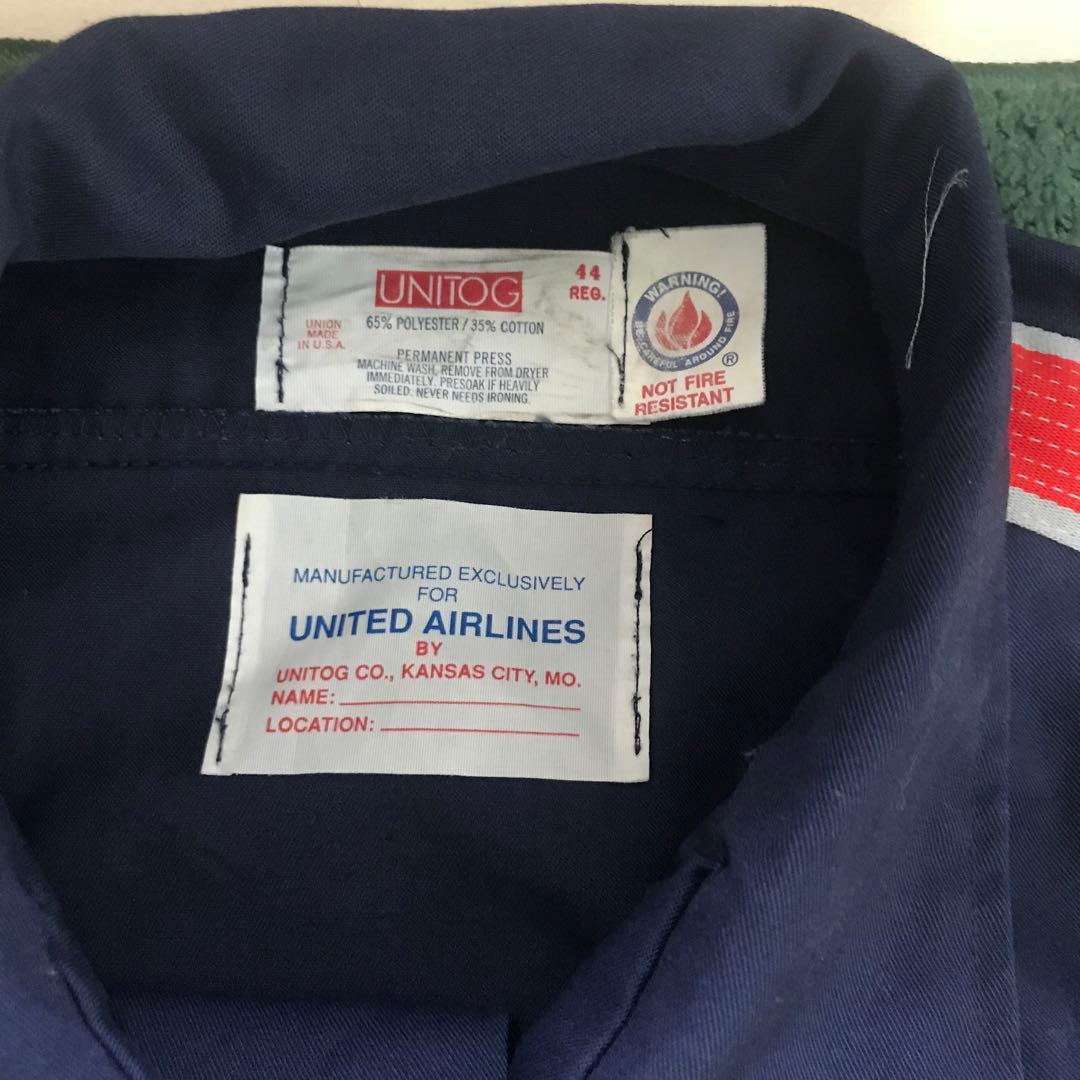 UNITOG
44
REG.
65% POLYESTER / 35% COTTON
UNION
MADE
IN U.S.A.
PERMANENT PRESS
MACHINE WASH, REMOVE FROM DRYER
IMMEDIATELY. PRESOAK IF HEAVILY
SOILED. NEVER NEEDS IRONING.
WARNING!
BE CAREFUL AROUND FIRE
®
NOT FIRE
RESISTANT
MANUFACTURED EXCLUSIVELY
FOR
UNITED AIRLINES
BY
UNITOG CO., KANSAS CITY, MO.
NAME:
LOCATION: